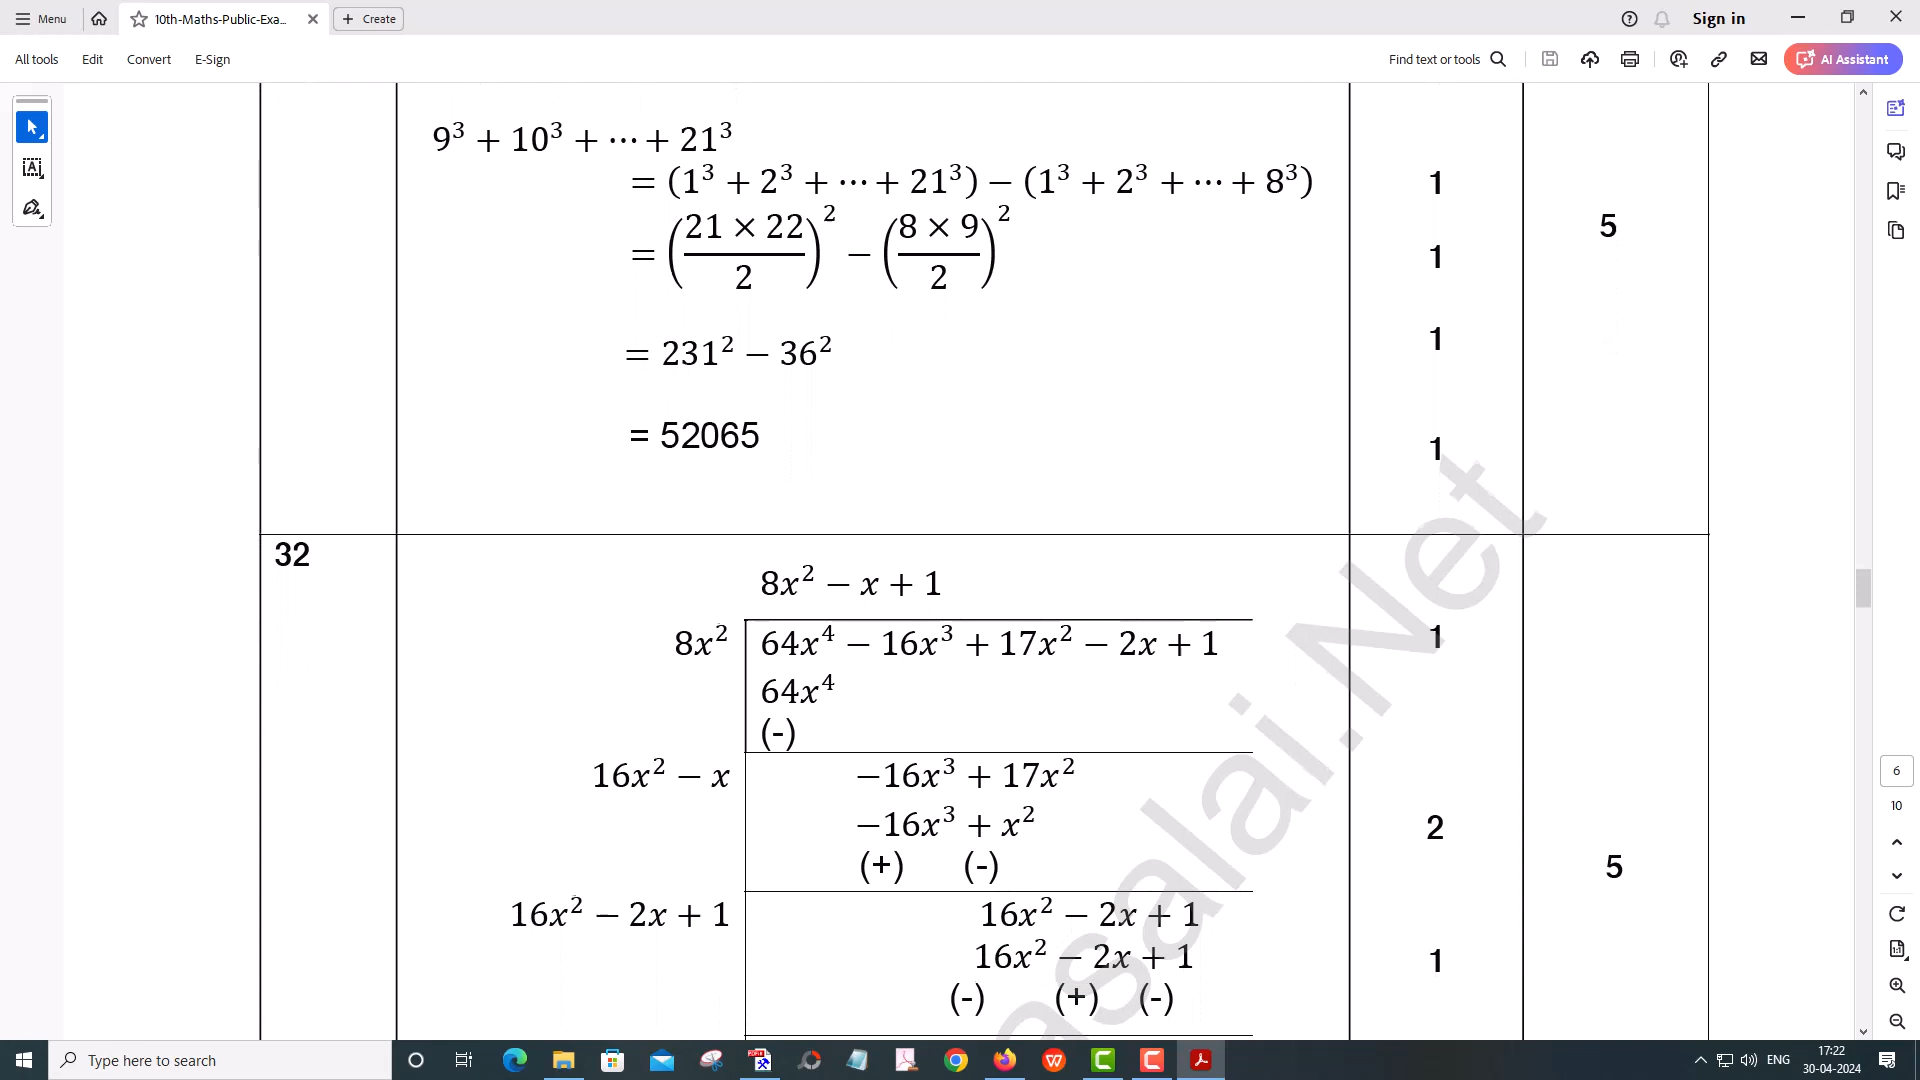 Menu
10th-Maths-Public-Exa...
+ Create
Sign in
All tools Edit Convert E-Sign
Find text or tools
AI Assistant
9³ + 10³ + ⋯ + 21³
= (1³ + 2³ + ⋯ + 21³) − (1³ + 2³ + ⋯ + 8³) 1
= (21 × 22 / 2)² − (8 × 9 / 2)² 1 5
= 231² − 36² 1
= 52065 1
32
8x² − x + 1
8x² 64x⁴ − 16x³ + 17x² − 2x + 1 1
64x⁴
(-)
16x² − x −16x³ + 17x²
−16x³ + x² 2
(+) (-) 5
16x² − 2x + 1 16x² − 2x + 1
16x² − 2x + 1 1
(-) (+) (-)
asalai.Net
6
10
Type here to search
ENG
17:22
30-04-2024